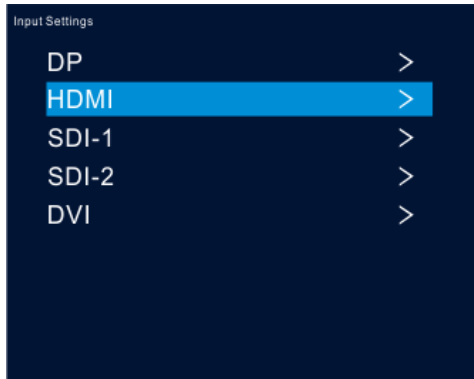 Input Settings
DP >
HDMI >
SDI-1 >
SDI-2 >
DVI >